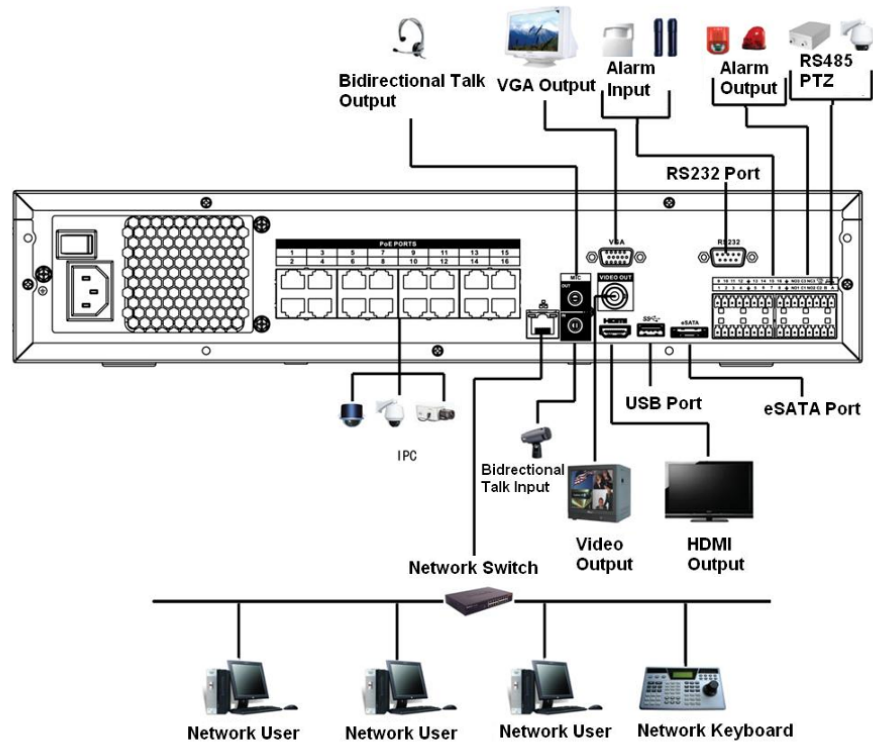 Bidirectional Talk
Output
VGA Output
Alarm
Input
Alarm
Output
RS485
PTZ
RS232 Port
PoE PORTS
1 3 5 7 9 11 13 15
2 4 6 8 10 12 14 16
MIC
OUT
IN
VGA
VIDEO OUT
HDMI
SS
eSATA
RS232
USB Port
eSATA Port
IPC
Bidrectional
Talk Input
Video
Output
HDMI
Output
Network Switch
Network User
Network User
Network User
Network Keyboard